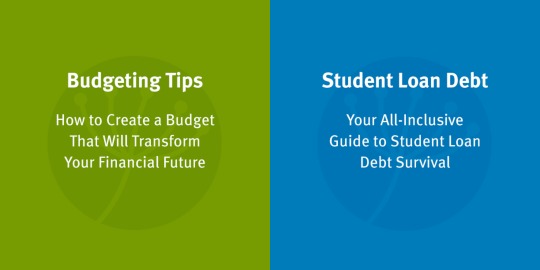 Budgeting Tips
How to Create a Budget
That Will Transform
Your Financial Future
Student Loan Debt
Your All-Inclusive
Guide to Student Loan
Debt Survival